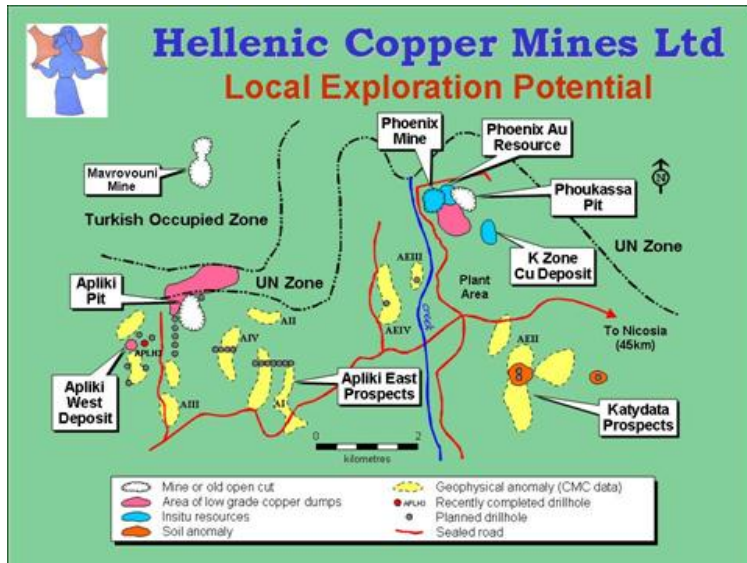 Hellenic Copper Mines Ltd
Local Exploration Potential
Phoenix
Mine
Phoenix Au
Resource
Mavrovouni
Mine
Phoukassa
Pit
N
Turkish Occupied Zone
UN Zone
K Zone
Cu Deposit
UN Zone
Apliki
Pit
AEIII
Plant
Area
creek
AII
AIV
AEIV
To Nicosia
(45km)
APLH3
AEII
Apliki
West
Deposit
Apliki East
Prospects
AIII
AI
Katydata
Prospects
0
2
kilometres
Mine or old open cut
Area of low grade copper dumps
Insitu resources
Soil anomaly
Geophysical anomaly (CMC data)
APLH3 Recently completed drillhole
Planned drillhole
Sealed road